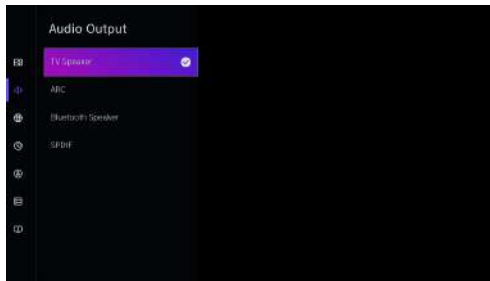 Audio Output
TV Speaker
ARC
Bluetooth Speaker
SPDIF